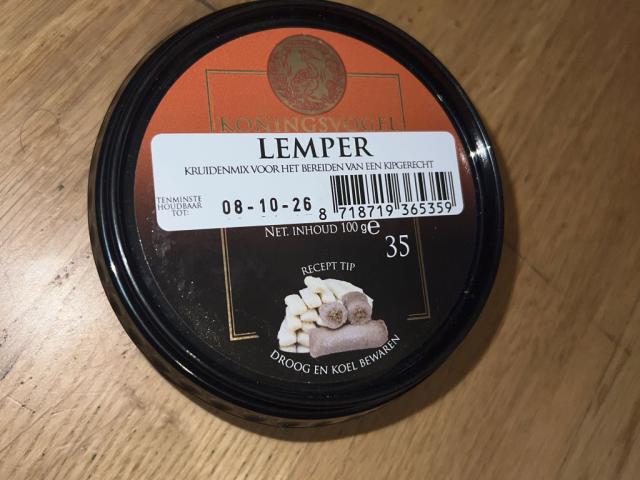 KONINGSVOGEL
LEMPER
KRUIDENMIX VOOR HET BEREIDEN VAN EEN KIPGERECHT
TENMINSTE
HOUDBAAR
TOT:
08-10-26
8 718719 365359
NET. INHOUD 100 g℮
35
RECEPT TIP
DROOG EN KOEL BEWAREN